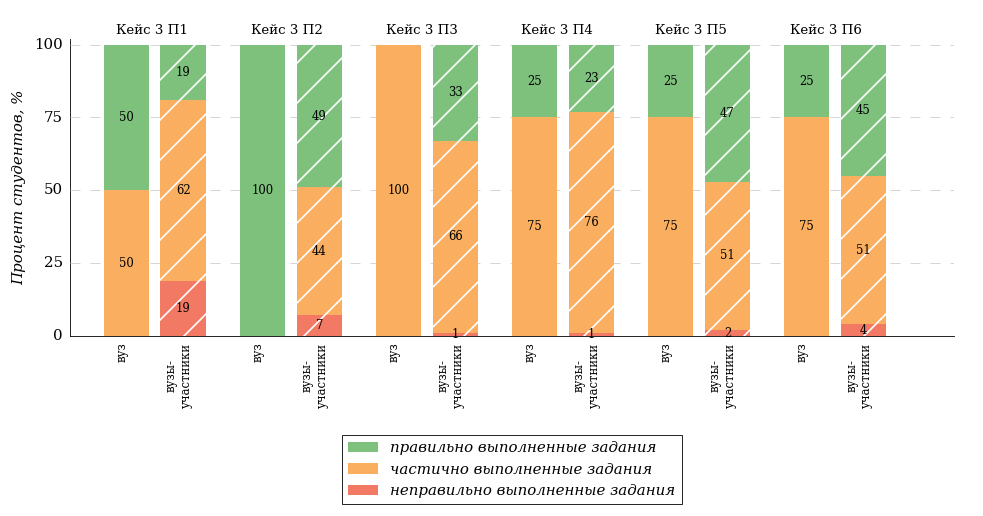 Кейс 3 П1 Кейс 3 П2 Кейс 3 П3 Кейс 3 П4 Кейс 3 П5 Кейс 3 П6
Процент студентов, %
100
75
50
25
0
50
50
19
62
19
100
49
44
7
100
33
66
1
25
75
23
76
1
25
75
47
51
2
25
75
45
51
4
вуз
вузы-
участники
вуз
вузы-
участники
вуз
вузы-
участники
вуз
вузы-
участники
вуз
вузы-
участники
вуз
вузы-
участники
правильно выполненные задания
частично выполненные задания
неправильно выполненные задания